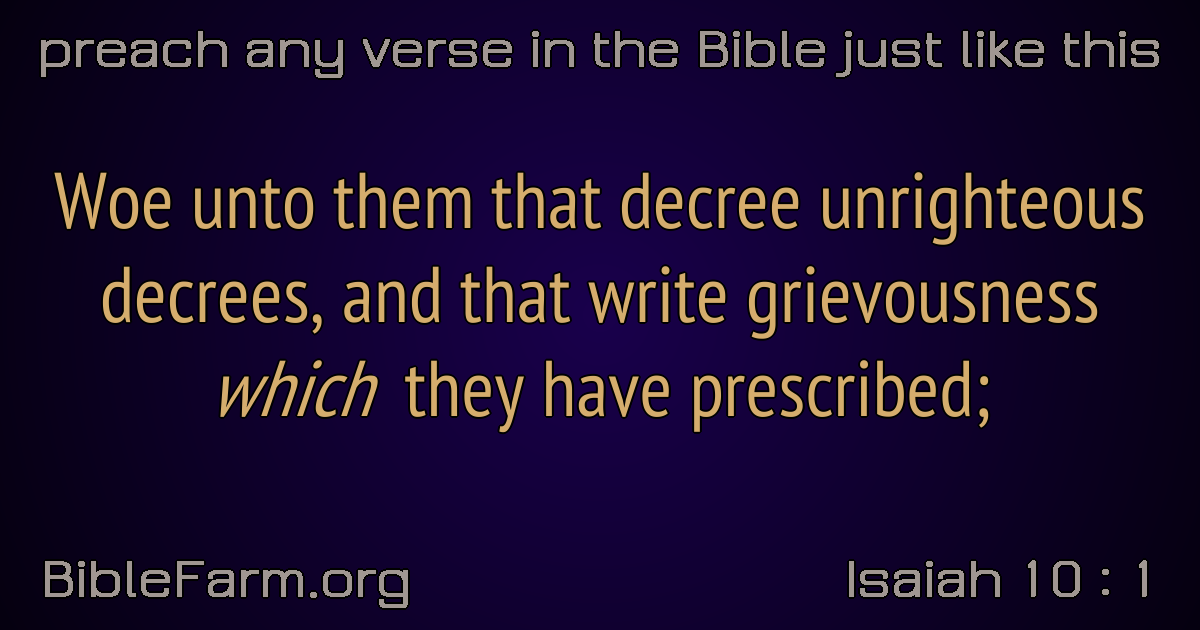 preach any verse in the Bible just like this
Woe unto them that decree unrighteous
decrees, and that write grievousness
which they have prescribed;
BibleFarm.org
Isaiah 10 : 1